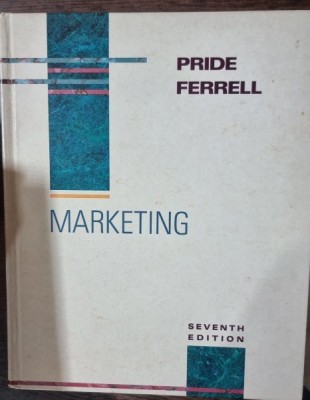 PRIDE
FERRELL
MARKETING
SEVENTH
EDITION